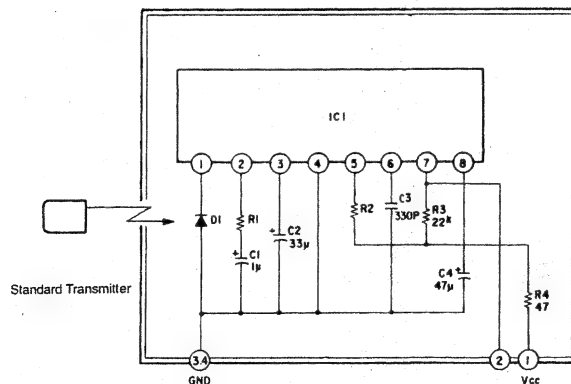 IC1
1 2 3 4 5 6 7 8
D1
R1
C1
1μ
C2
33μ
R2
C3
330P
R3
22k
C4
47μ
R4
47
Standard Transmitter
3.4
GND
2
1
Vcc